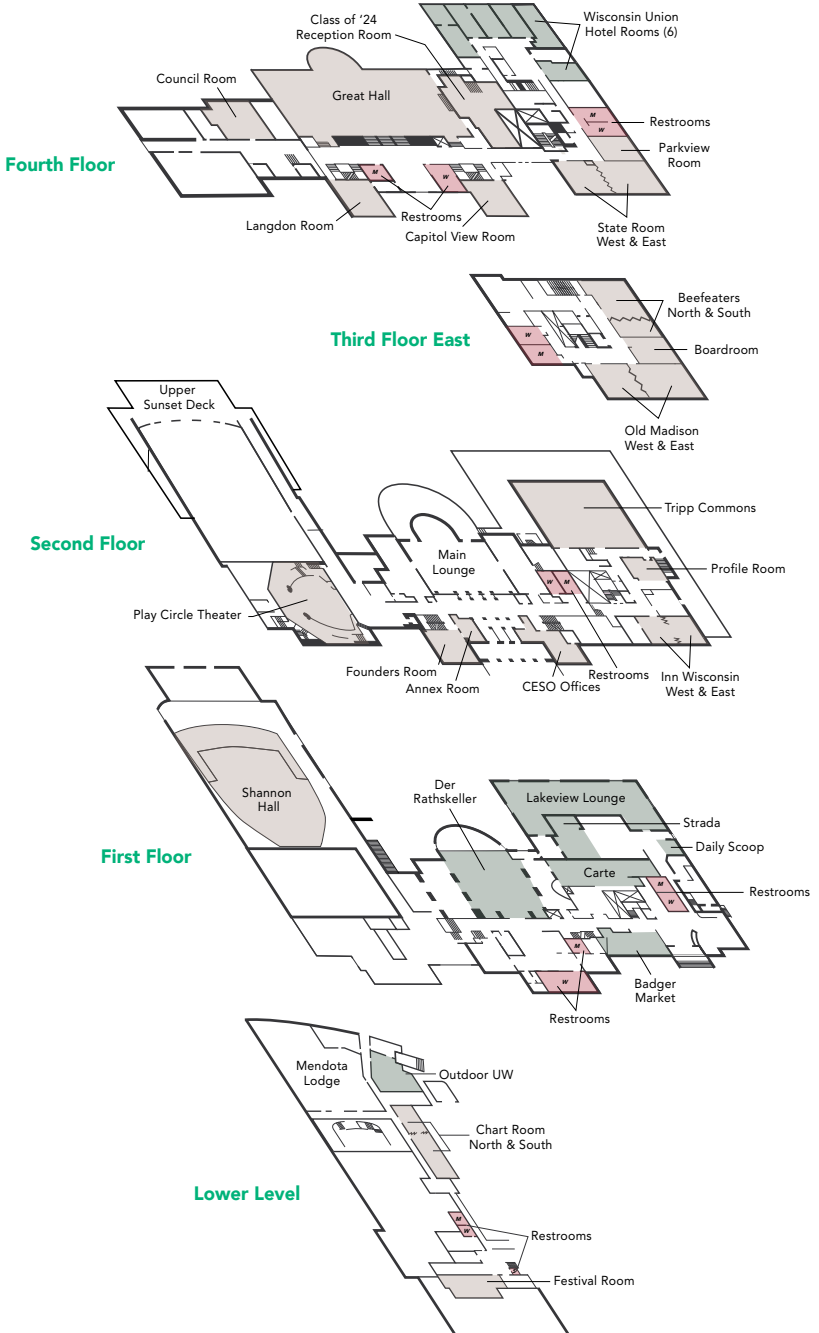 Class of ‘24
Reception Room
Wisconsin Union
Hotel Rooms (6)
Council Room
Great Hall
M
W
Restrooms
Fourth Floor
Parkview
Room
M
W
Restrooms
Langdon Room
Capitol View Room
State Room
West & East
Beefeaters
North & South
Third Floor East
W
M
Boardroom
Old Madison
West & East
Upper
Sunset Deck
Second Floor
Main
Lounge
Tripp Commons
Profile Room
W
M
Play Circle Theater
Founders Room
Annex Room
CESO Offices
Restrooms
Inn Wisconsin
West & East
Shannon
Hall
Der
Rathskeller
Lakeview Lounge
Strada
Daily Scoop
First Floor
Carte
M
W
Restrooms
M
W
Badger
Market
Restrooms
Mendota
Lodge
Outdoor UW
Chart Room
North & South
Lower Level
M
W
Restrooms
Festival Room